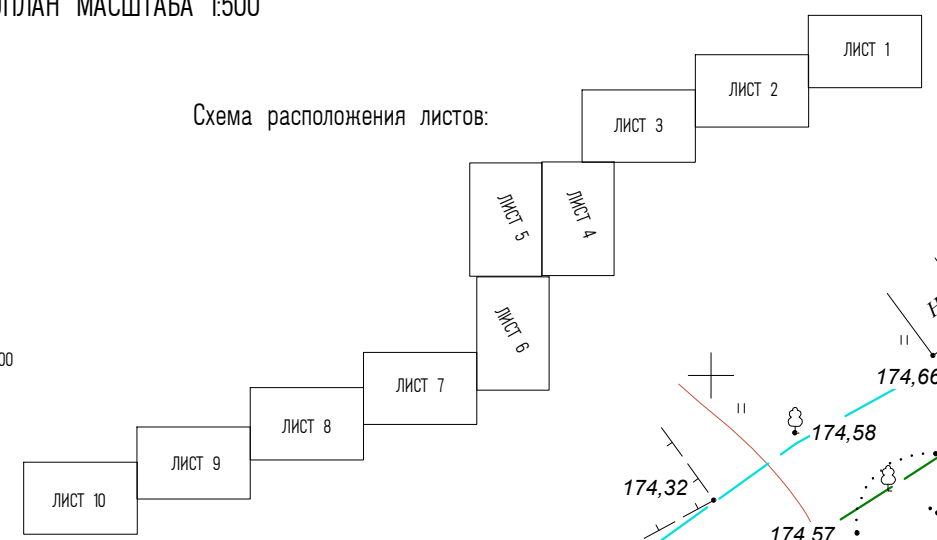 МАСШТАБА 1:500
Схема расположения листов:
ЛИСТ 1
ЛИСТ 2
ЛИСТ 3
ЛИСТ 4
ЛИСТ 5
ЛИСТ 6
ЛИСТ 7
ЛИСТ 8
ЛИСТ 9
ЛИСТ 10
00
174,66
174,58
174,32
174,57